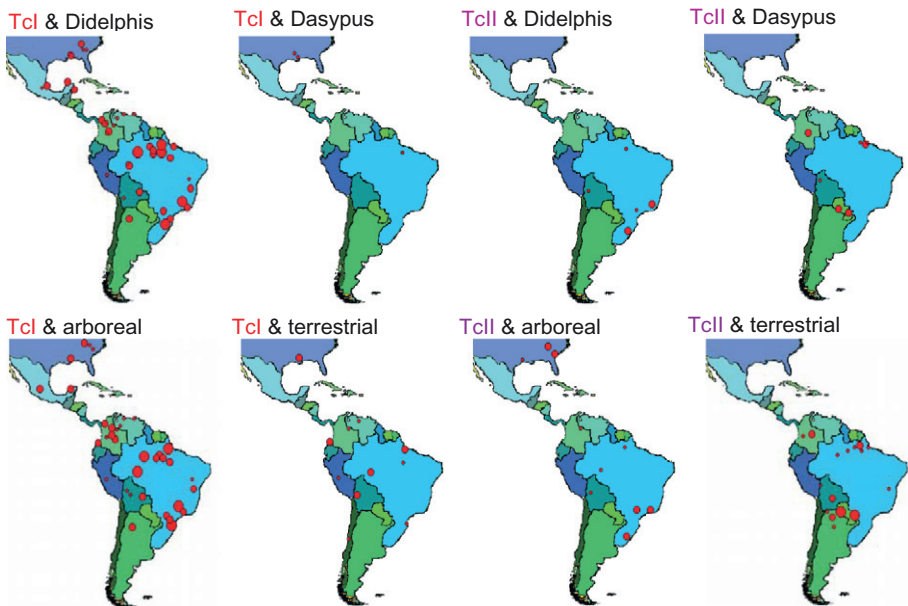 TcI & Didelphis
TcI & Dasypus
TcII & Didelphis
TcII & Dasypus
TcI & arboreal
TcI & terrestrial
TcII & arboreal
TcII & terrestrial